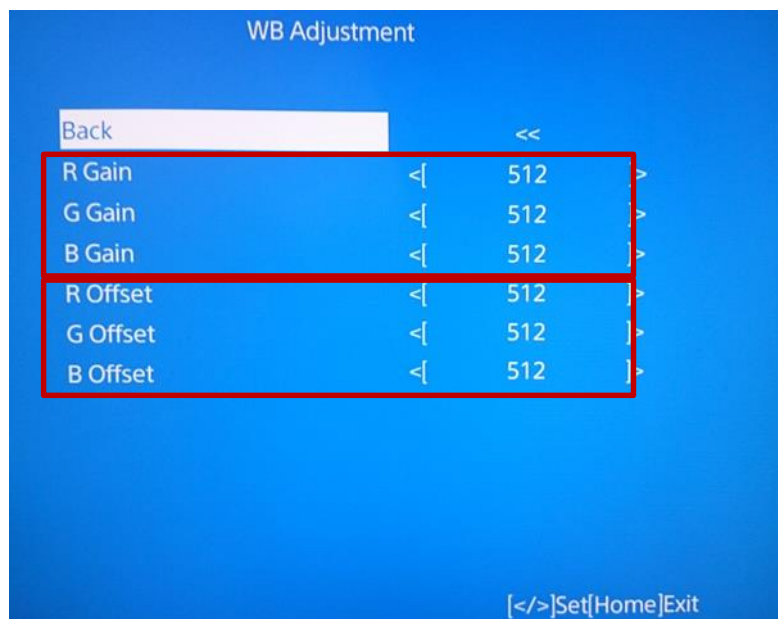 WB Adjustment
Back <<
R Gain <[ 512 ]>
G Gain <[ 512 ]>
B Gain <[ 512 ]>
R Offset <[ 512 ]>
G Offset <[ 512 ]>
B Offset <[ 512 ]>
[</>]Set[Home]Exit